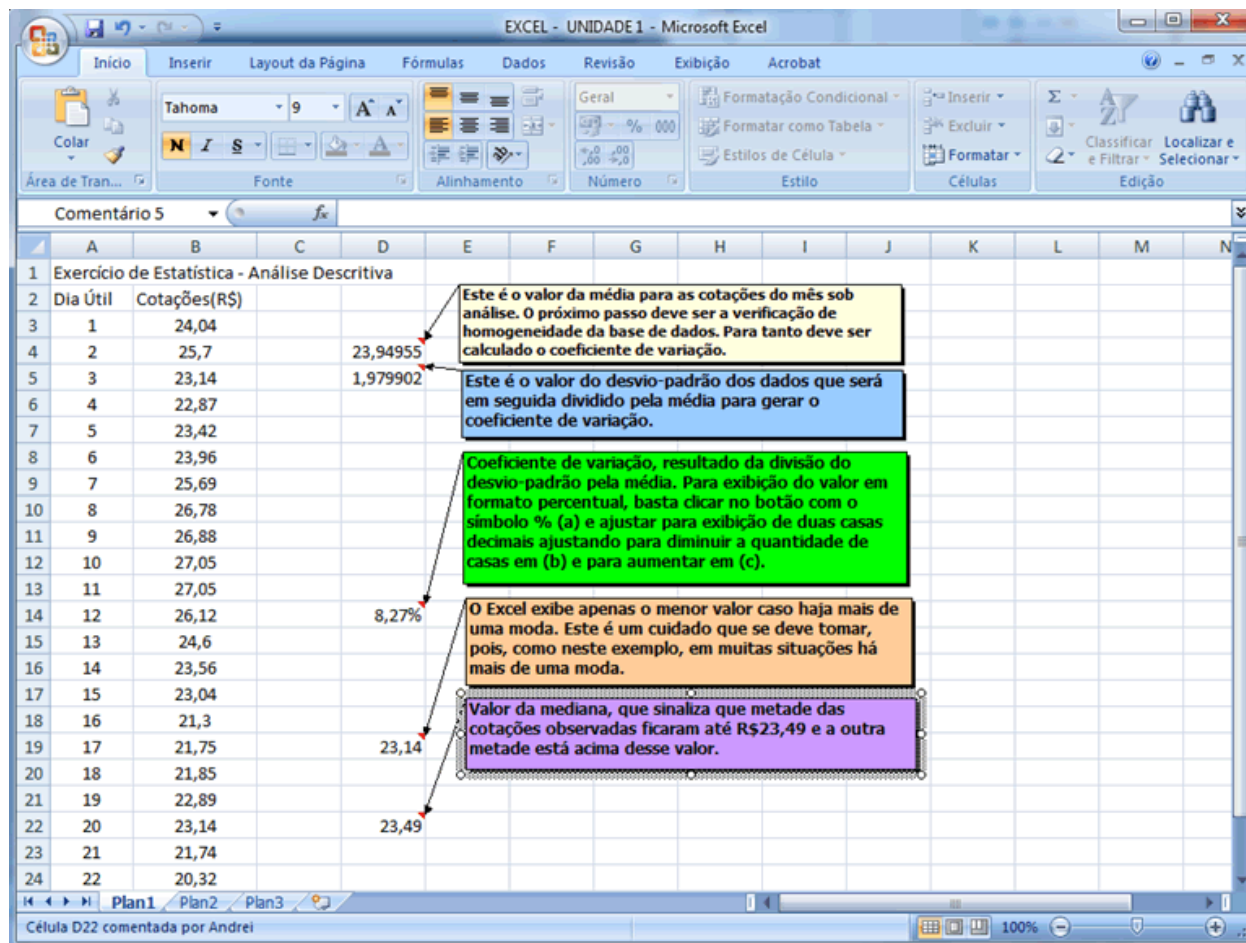 EXCEL - UNIDADE 1 - Microsoft Excel
Início Inserir Layout da Página Fórmulas Dados Revisão Exibição Acrobat
Colar
Área de Tran...
Tahoma 9
N I S
Fonte
Alinhamento
Geral
% 000
Número
Formatação Condicional
Formatar como Tabela
Estilos de Célula
Estilo
Inserir
Excluir
Formatar
Células
Classificar e Filtrar
Localizar e Selecionar
Edição
Comentário 5 fx
A B C D E F G H I J K L M N
1 Exercício de Estatística - Análise Descritiva
2 Dia Útil Cotações(R$)
3 1 24,04
4 2 25,7 23,94955
5 3 23,14 1,979902
6 4 22,87
7 5 23,42
8 6 23,96
9 7 25,69
10 8 26,78
11 9 26,88
12 10 27,05
13 11 27,05
14 12 26,12 8,27%
15 13 24,6
16 14 23,56
17 15 23,04
18 16 21,3
19 17 21,75 23,14
20 18 21,85
21 19 22,89
22 20 23,14 23,49
23 21 21,74
24 22 20,32
Este é o valor da média para as cotações do mês sob
análise. O próximo passo deve ser a verificação de
homogeneidade da base de dados. Para tanto deve ser
calculado o coeficiente de variação.
Este é o valor do desvio-padrão dos dados que será
em seguida dividido pela média para gerar o
coeficiente de variação.
Coeficiente de variação, resultado da divisão do
desvio-padrão pela média. Para exibição do valor em
formato percentual, basta clicar no botão com o
símbolo % (a) e ajustar para exibição de duas casas
decimais ajustando para diminuir a quantidade de
casas em (b) e para aumentar em (c).
O Excel exibe apenas o menor valor caso haja mais de
uma moda. Este é um cuidado que se deve tomar,
pois, como neste exemplo, em muitas situações há
mais de uma moda.
Valor da mediana, que sinaliza que metade das
cotações observadas ficaram até R$23,49 e a outra
metade está acima desse valor.
Plan1 Plan2 Plan3
Célula D22 comentada por Andrei
100%